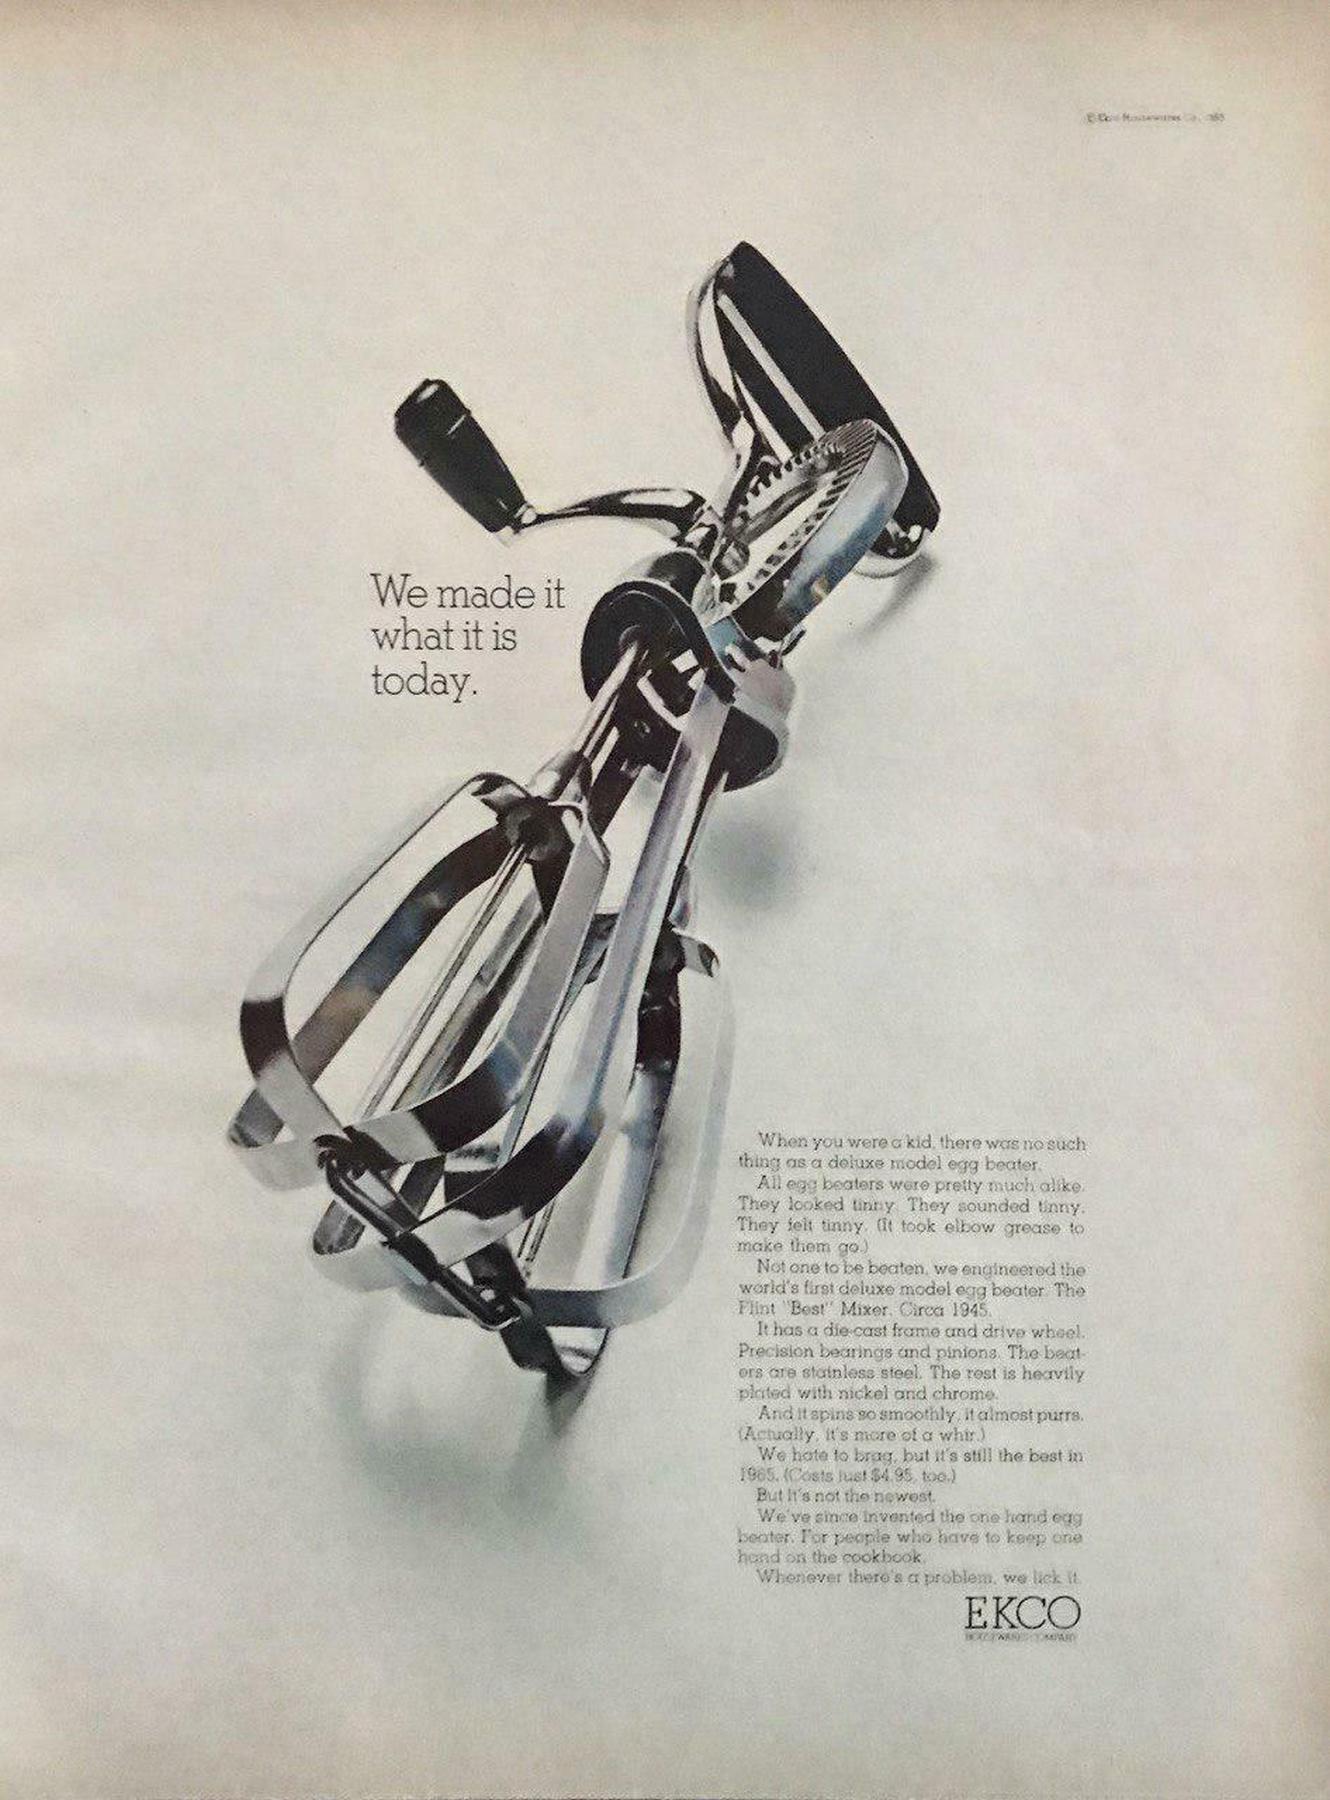 © Ekco Housewares Co., 1965
We made it
what it is
today.
When you were a kid, there was no such
thing as a deluxe model egg beater.
All egg beaters were pretty much alike.
They looked tinny. They sounded tinny.
They felt tinny. (It took elbow grease to
make them go.)
Not one to be beaten, we engineered the
world's first deluxe model egg beater. The
Flint "Best" Mixer. Circa 1945.
It has a die-cast frame and drive wheel.
Precision bearings and pinions. The beat-
ers are stainless steel. The rest is heavily
plated with nickel and chrome.
And it spins so smoothly, it almost purrs.
(Actually, it's more of a whir.)
We hate to brag, but it's still the best in
1965. (Costs just $4.95, too.)
But it's not the newest.
We've since invented the one hand egg
beater. For people who have to keep one
hand on the cookbook.
Whenever there's a problem, we lick it.
EKCO
HOUSEWARES COMPANY